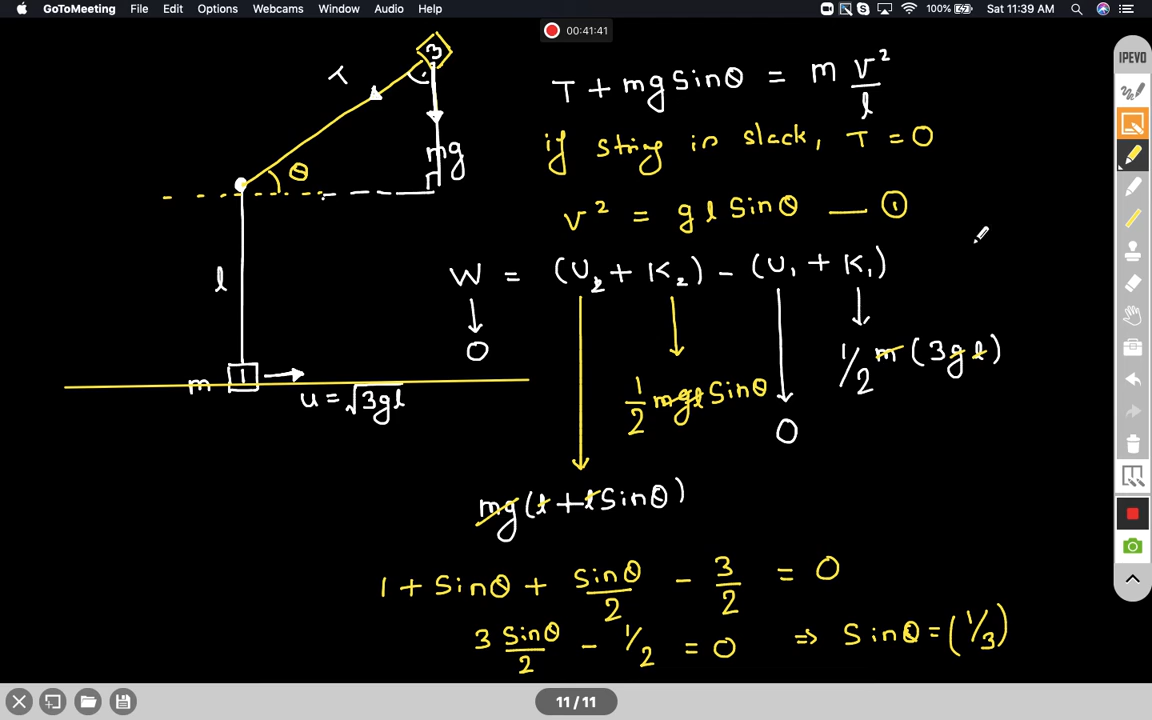 GoToMeeting File Edit Options Webcams Window Audio Help 100% Sat 11:39 AM
00:41:41
IPEVO
3
T
T + mg Sinθ = m v²/l
if string is slack, T = 0
mg
θ
v² = g l Sinθ — ①
l
W = (U₂ + K₂) - (U₁ + K₁)
0
1/2 m (3gl)
1
m
u = √3gl
1/2 mgl Sinθ
0
mg (l + l Sinθ)
1 + Sinθ + Sinθ/2 - 3/2 = 0
3 Sinθ/2 - 1/2 = 0 ⇒ Sinθ = (1/3)
11/11